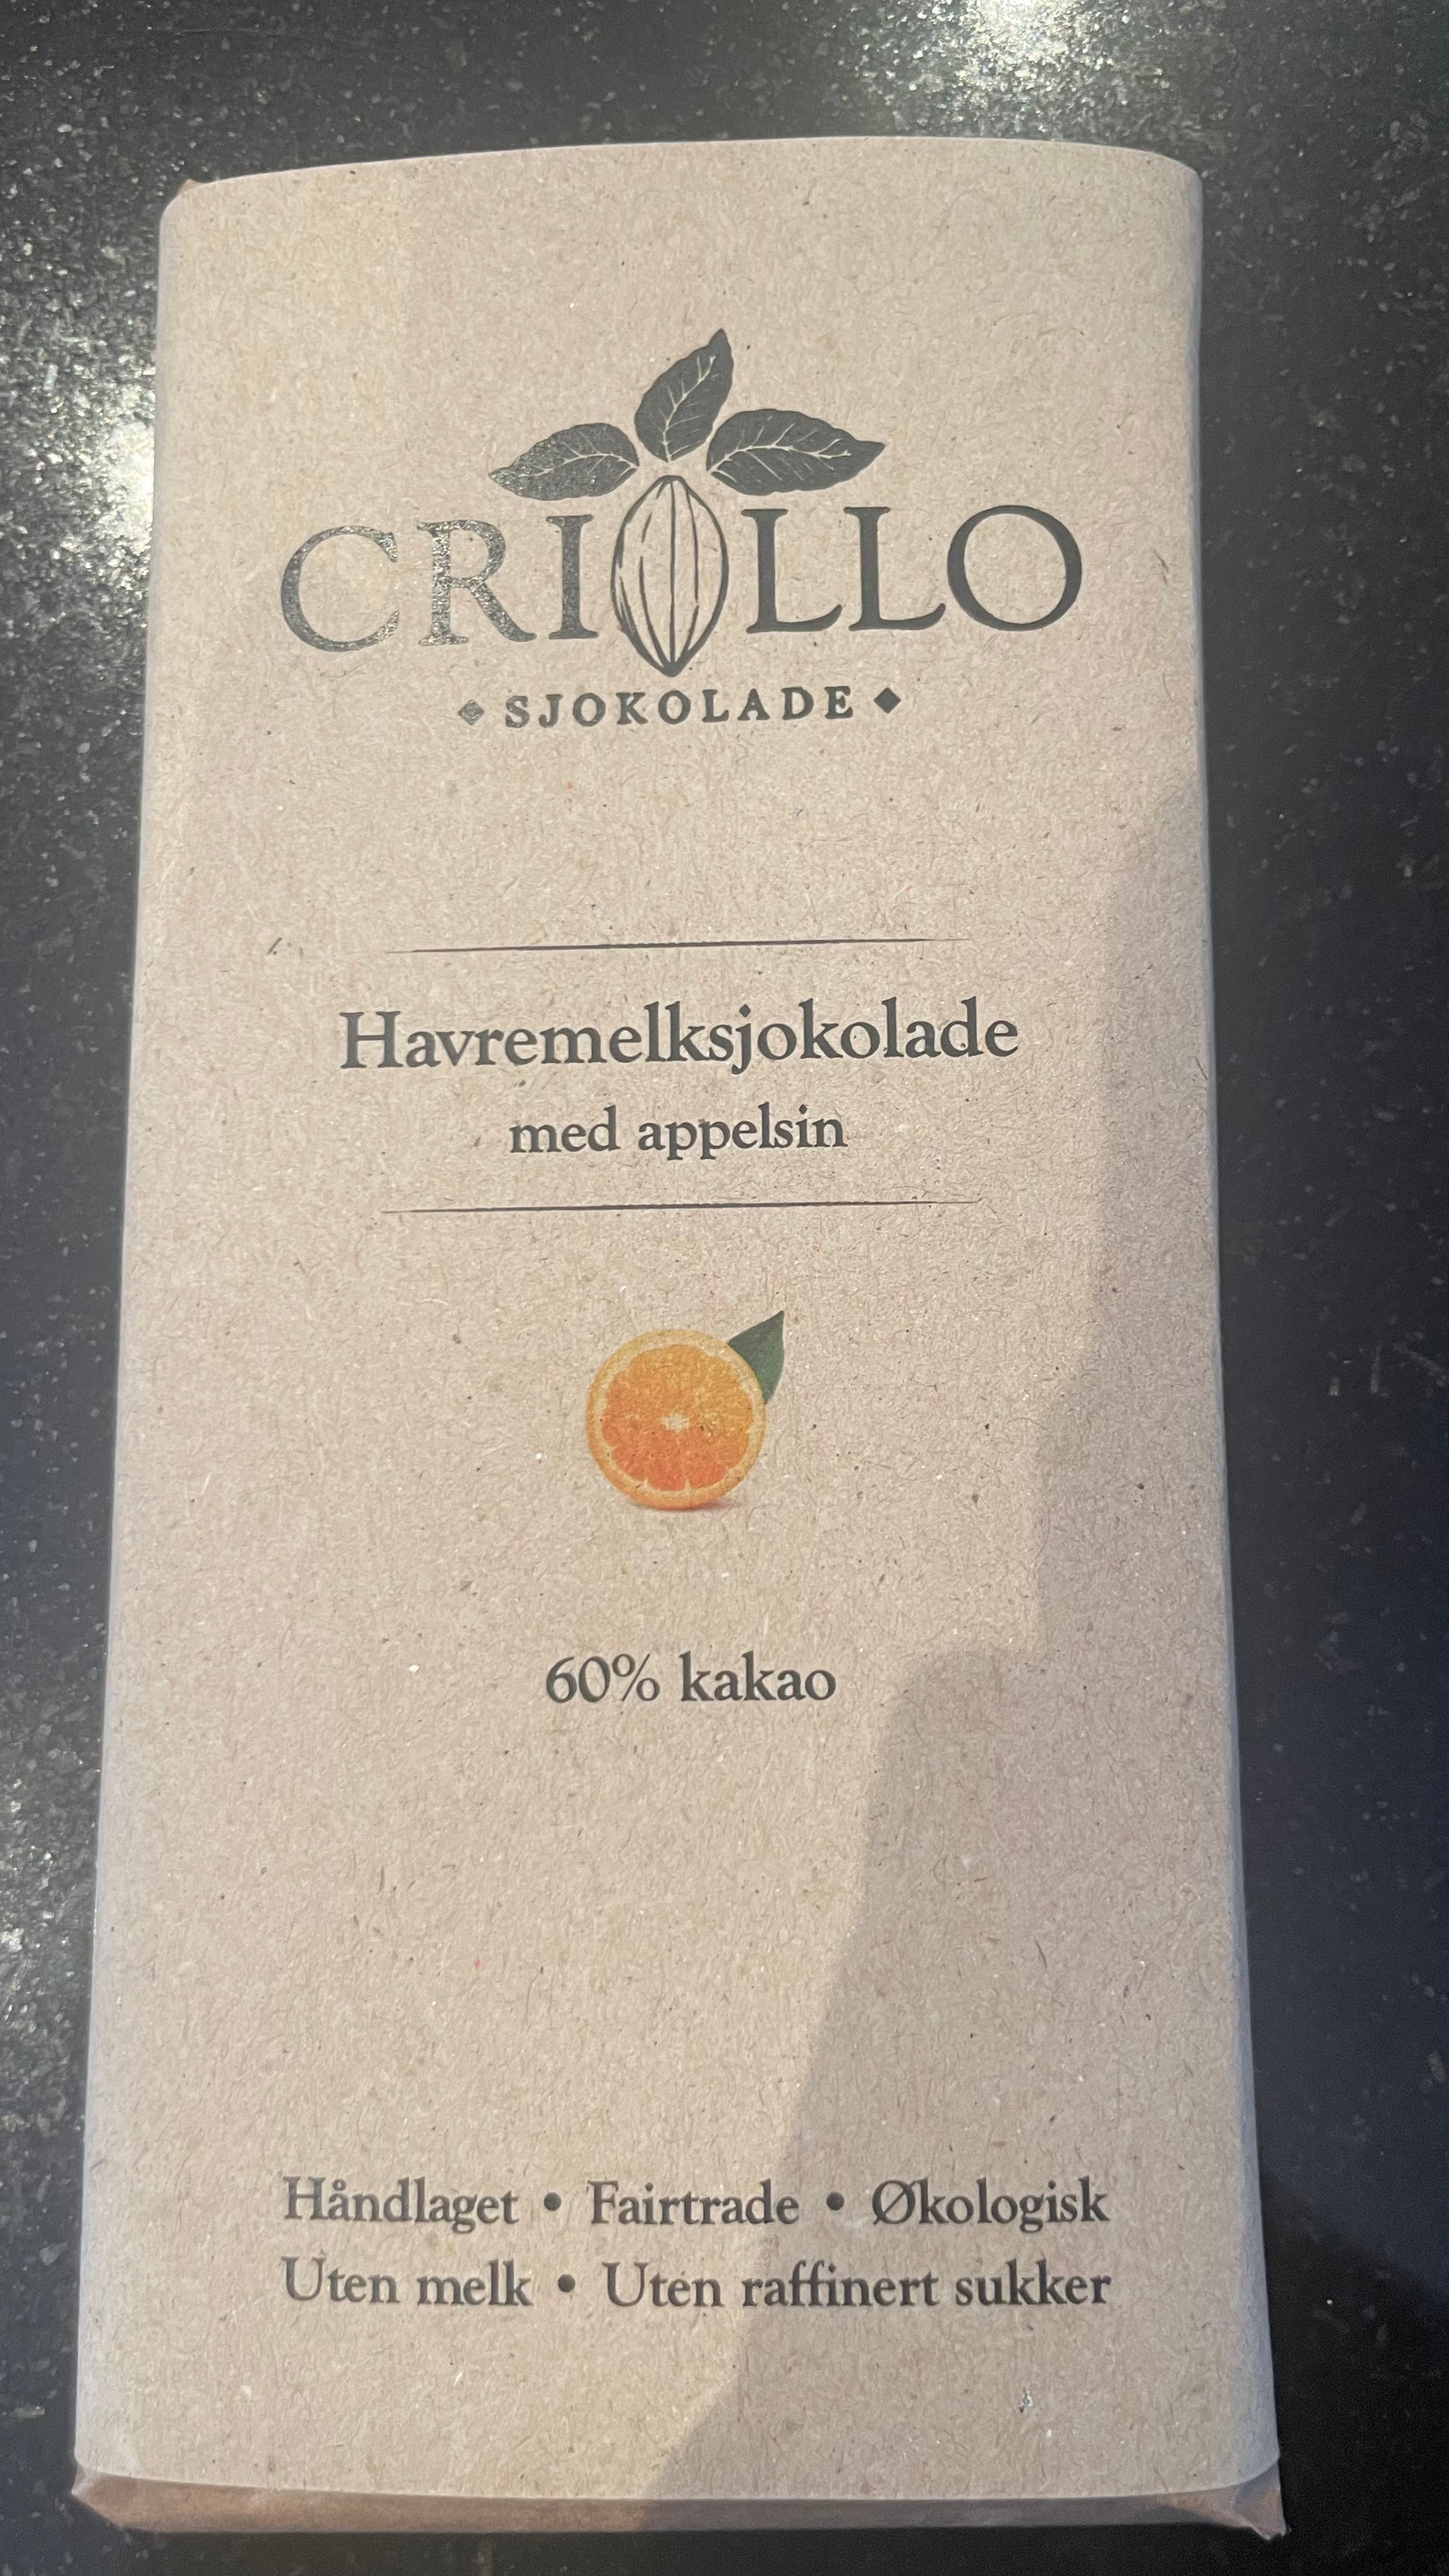 CRIOLLO
SJOKOLADE
Havremelksjokolade
med appelsin
60% kakao
Håndlaget • Fairtrade • Økologisk
Uten melk • Uten raffinert sukker